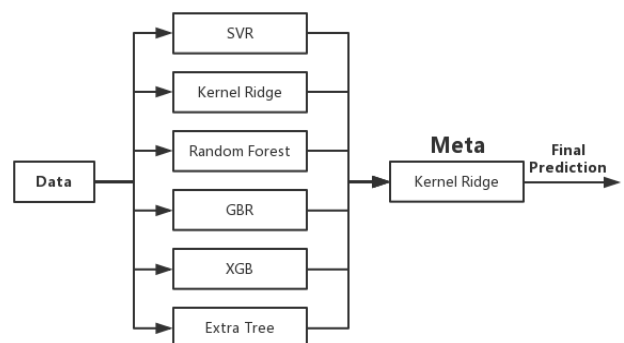 SVR
Kernel Ridge
Random Forest
Data
GBR
XGB
Extra Tree
Meta
Kernel Ridge
Final
Prediction